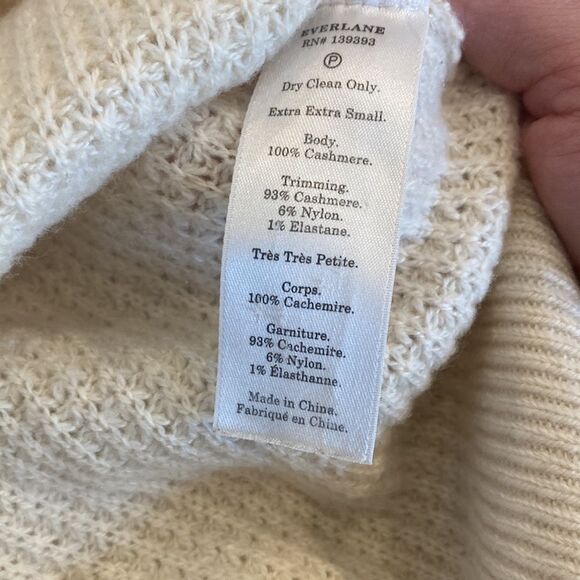 EVERLANE
RN# 139393
P
Dry Clean Only.
Extra Extra Small.
Body.
100% Cashmere.
Trimming.
93% Cashmere.
6% Nylon.
1% Elastane.
Très Très Petite.
Corps.
100% Cachemire.
Garniture.
93% Cachemire.
6% Nylon.
1% Élasthanne.
Made in China.
Fabriqué en Chine.